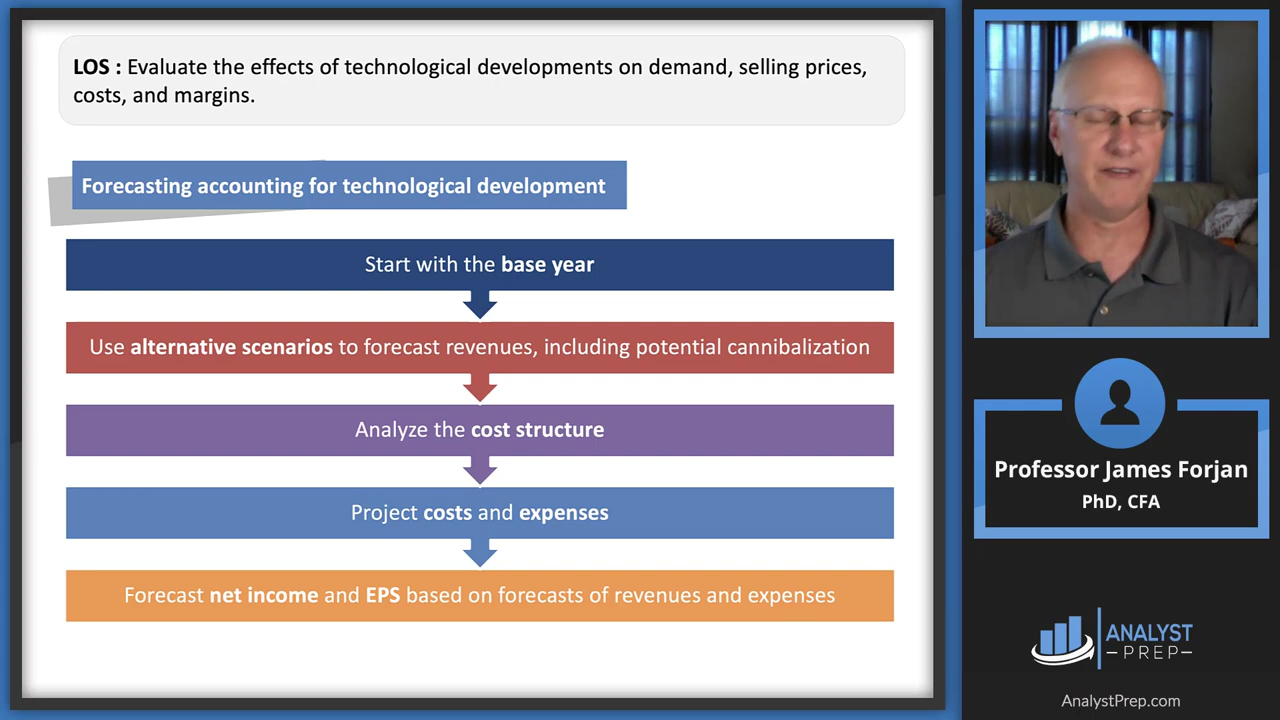 LOS : Evaluate the effects of technological developments on demand, selling prices,
costs, and margins.
Forecasting accounting for technological development
Start with the base year
Use alternative scenarios to forecast revenues, including potential cannibalization
Analyze the cost structure
Project costs and expenses
Forecast net income and EPS based on forecasts of revenues and expenses
Professor James Forjan
PhD, CFA
ANALYST
—PREP—
AnalystPrep.com